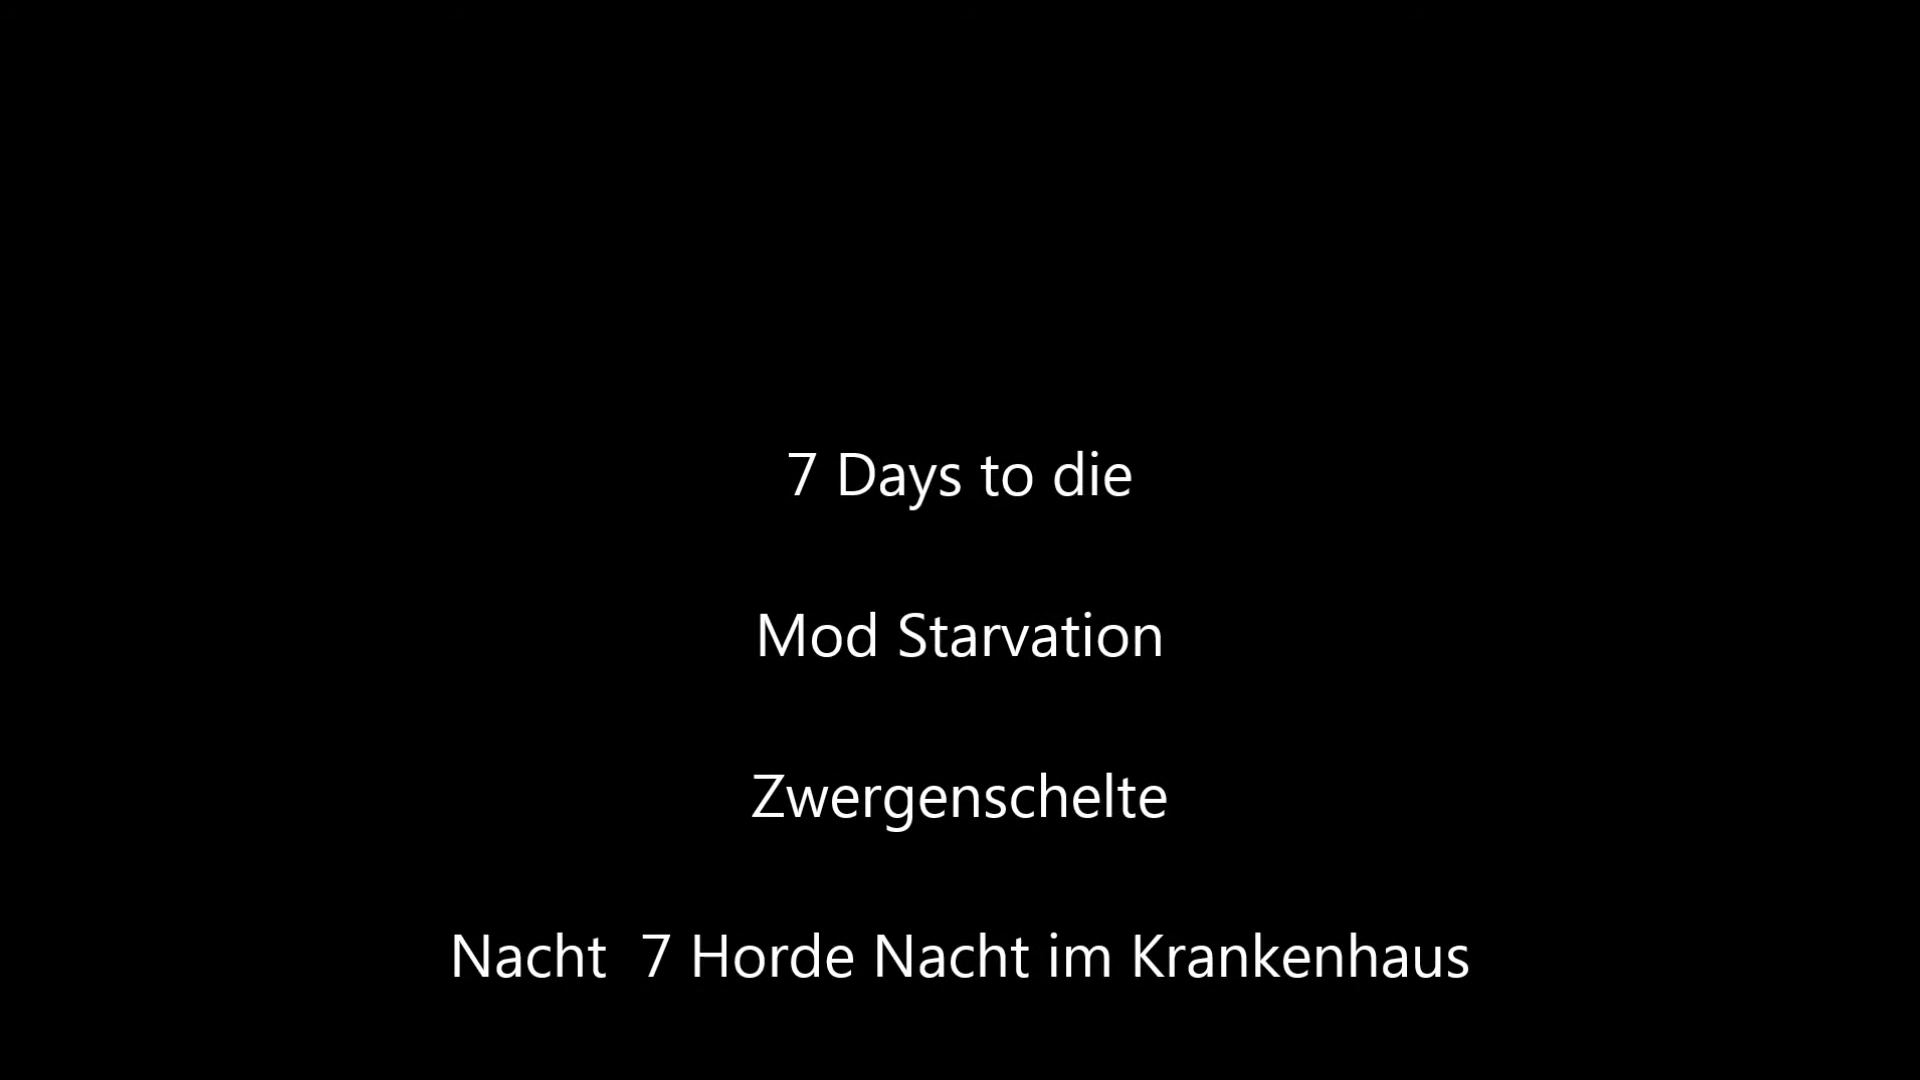 7 Days to die
Mod Starvation
Zwergenschelte
Nacht  7 Horde Nacht im Krankenhaus